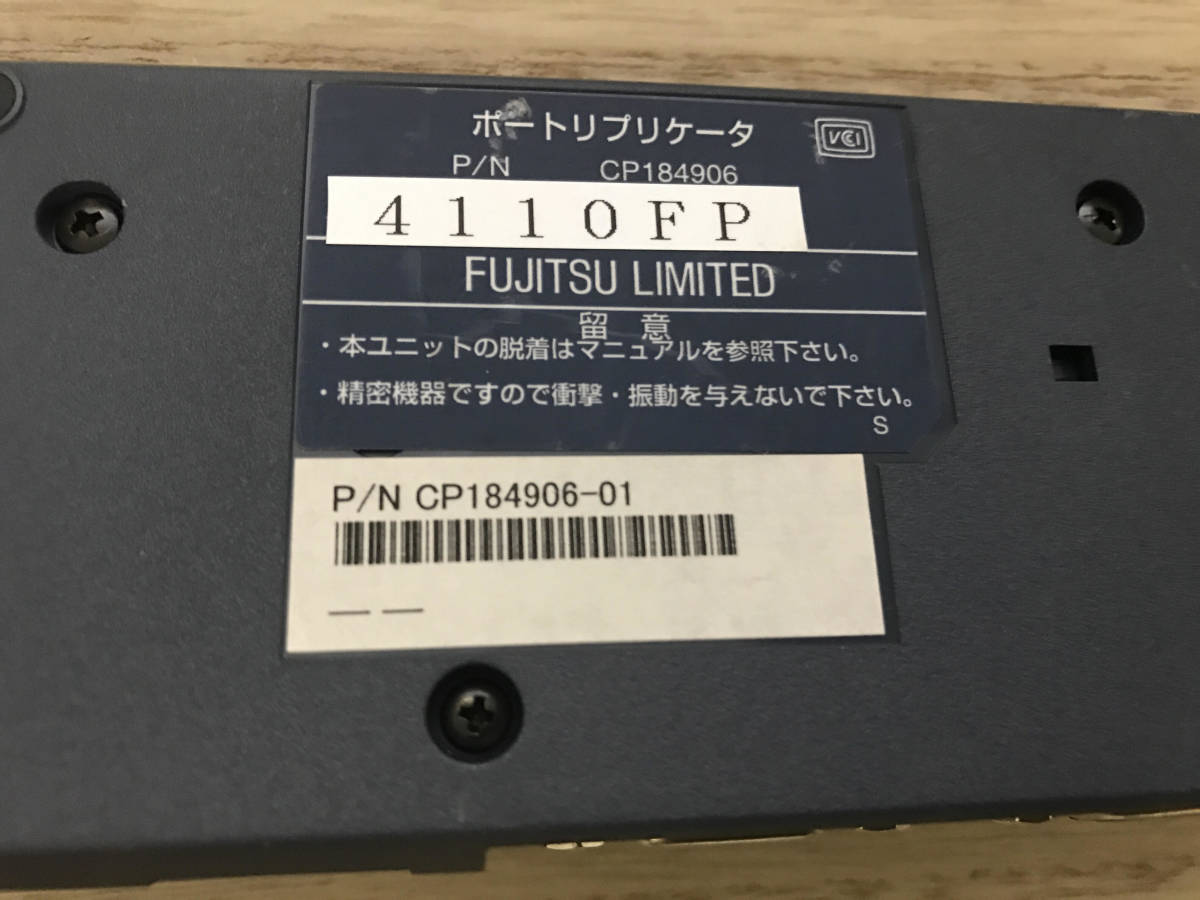 ポートリプリケータ
VCCI
P/N CP184906
4110FP
FUJITSU LIMITED
留意
・本ユニットの脱着はマニュアルを参照下さい。
・精密機器ですので衝撃・振動を与えないで下さい。
S
P/N CP184906-01
— —